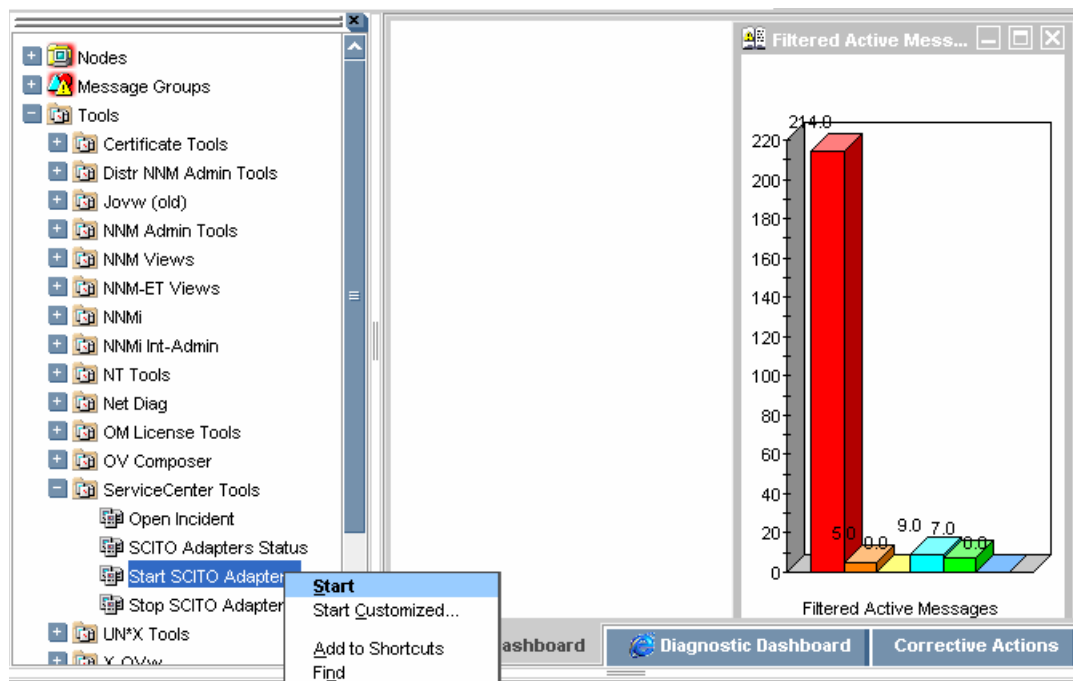 Nodes
Message Groups
Tools
Certificate Tools
Distr NNM Admin Tools
Jovw (old)
NNM Admin Tools
NNM Views
NNM-ET Views
NNMi
NNMi Int-Admin
NT Tools
Net Diag
OM License Tools
OV Composer
ServiceCenter Tools
Open Incident
SCITO Adapters Status
Start SCITO Adapter
Stop SCITO Adapter
UN*X Tools
X OVw
Start
Start Customized...
Add to Shortcuts
Find
Filtered Active Mess...
214.0
220
200
180
160
140
120
100
80
60
40
20
0
5.0
0.0
9.0
7.0
0.0
Filtered Active Messages
ashboard
Diagnostic Dashboard
Corrective Actions